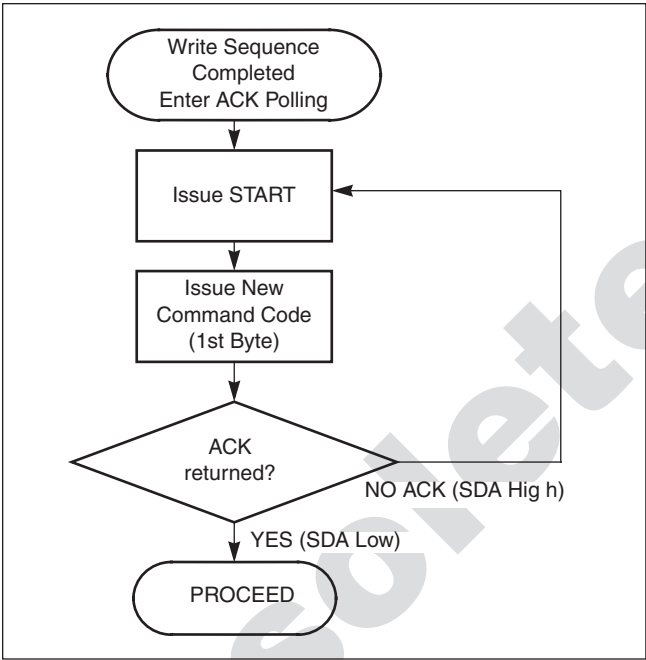 Write Sequence
Completed
Enter ACK Polling
Issue START
Issue New
Command Code
(1st Byte)
ACK
returned?
NO ACK (SDA Hig h)
YES (SDA Low)
PROCEED
solete